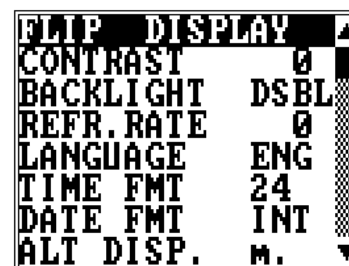 FLIP DISPLAY
CONTRAST 0
BACKLIGHT DSBL
REFR.RATE 0
LANGUAGE ENG
TIME FMT 24
DATE FMT INT
ALT DISP. m.